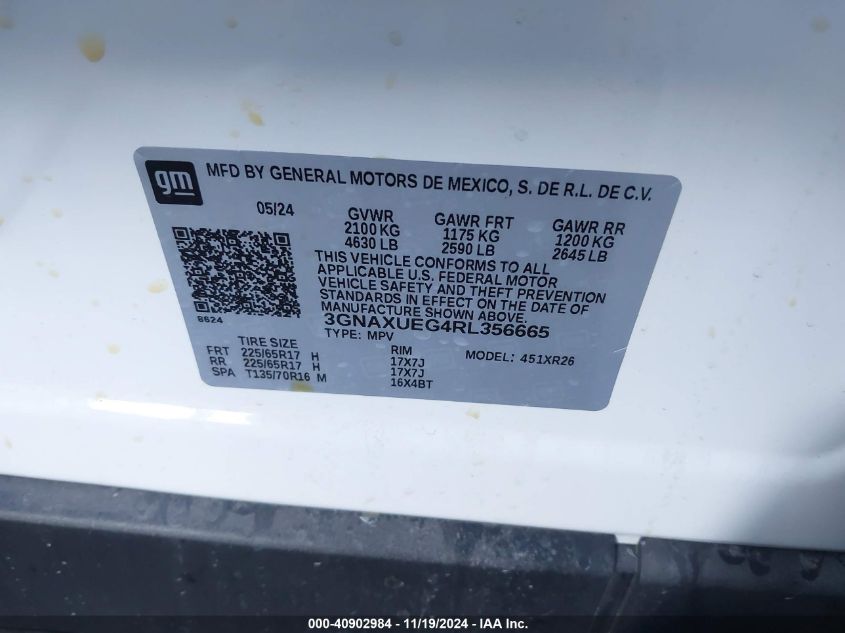 gm
MFD BY GENERAL MOTORS DE MEXICO, S. DE R.L. DE C.V.
05/24 GVWR GAWR FRT GAWR RR
2100 KG 1175 KG 1200 KG
4630 LB 2590 LB 2645 LB
THIS VEHICLE CONFORMS TO ALL
APPLICABLE U.S. FEDERAL MOTOR
VEHICLE SAFETY AND THEFT PREVENTION
STANDARDS IN EFFECT ON THE DATE OF
MANUFACTURE SHOWN ABOVE.
8624
3GNAXUEG4RL356665
TYPE: MPV MODEL: 451XR26
TIRE SIZE RIM
FRT 225/65R17 H 17X7J
RR 225/65R17 H 17X7J
SPA T135/70R16 M 16X4BT
000-40902984 - 11/19/2024 - IAA Inc.